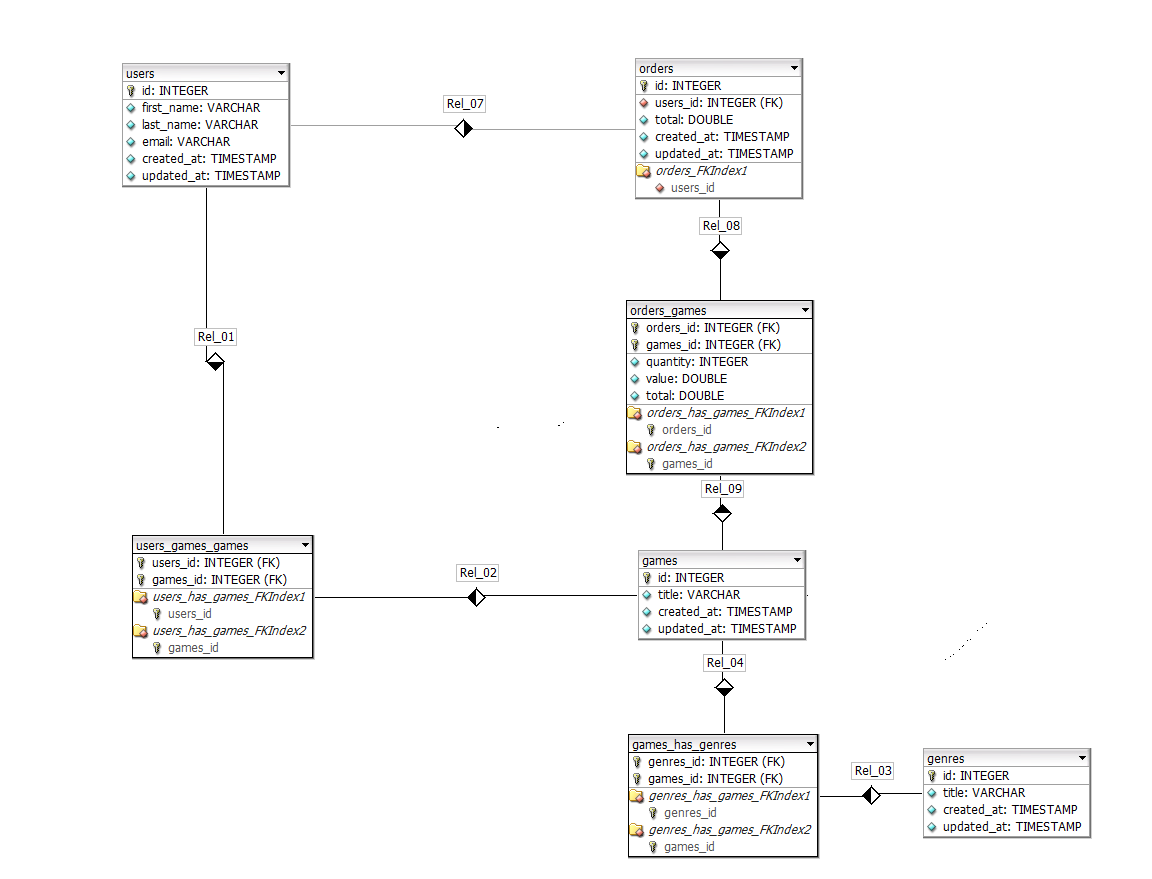 users
id: INTEGER
first_name: VARCHAR
last_name: VARCHAR
email: VARCHAR
created_at: TIMESTAMP
updated_at: TIMESTAMP
Rel_07
orders
id: INTEGER
users_id: INTEGER (FK)
total: DOUBLE
created_at: TIMESTAMP
updated_at: TIMESTAMP
orders_FKIndex1
users_id
Rel_08
Rel_01
orders_games
orders_id: INTEGER (FK)
games_id: INTEGER (FK)
quantity: INTEGER
value: DOUBLE
total: DOUBLE
orders_has_games_FKIndex1
orders_id
orders_has_games_FKIndex2
games_id
Rel_09
users_games_games
users_id: INTEGER (FK)
games_id: INTEGER (FK)
users_has_games_FKIndex1
users_id
users_has_games_FKIndex2
games_id
Rel_02
games
id: INTEGER
title: VARCHAR
created_at: TIMESTAMP
updated_at: TIMESTAMP
Rel_04
games_has_genres
genres_id: INTEGER (FK)
games_id: INTEGER (FK)
genres_has_games_FKIndex1
genres_id
genres_has_games_FKIndex2
games_id
Rel_03
genres
id: INTEGER
title: VARCHAR
created_at: TIMESTAMP
updated_at: TIMESTAMP